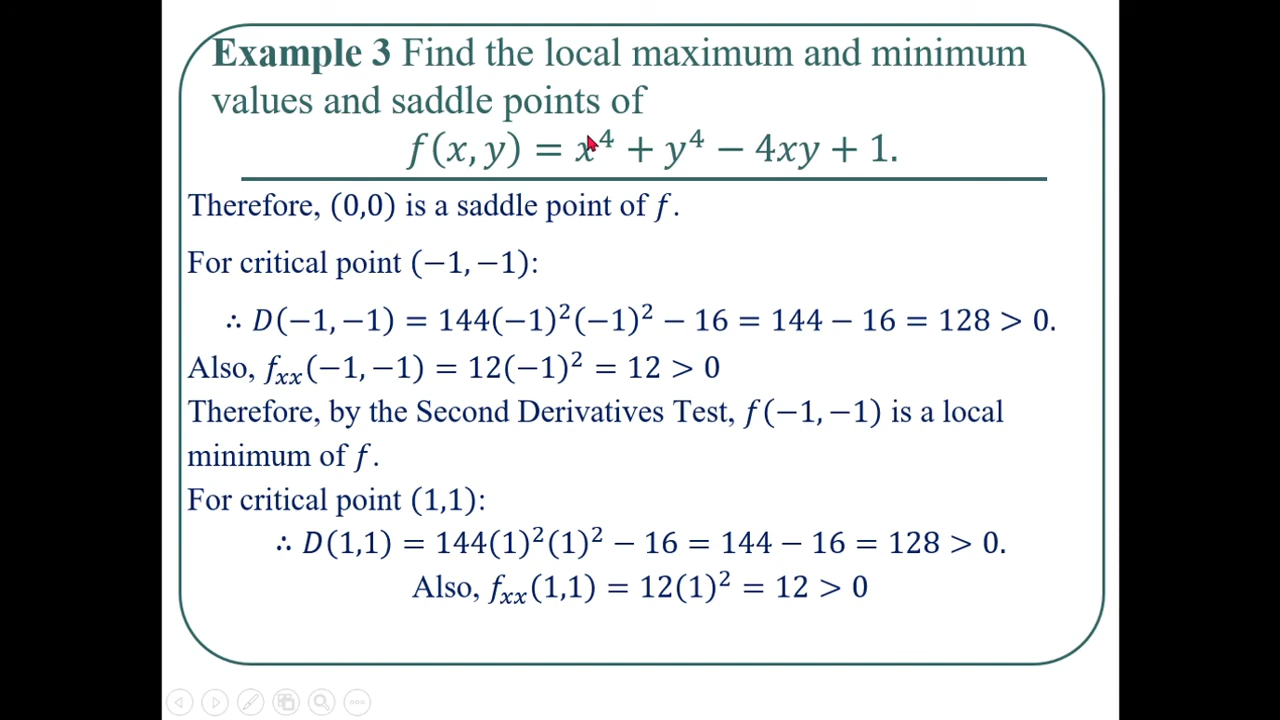 Example 3 Find the local maximum and minimum
values and saddle points of
f(x, y) = x⁴ + y⁴ − 4xy + 1.
Therefore, (0,0) is a saddle point of f.
For critical point (−1, −1):
∴ D(−1, −1) = 144(−1)²(−1)² − 16 = 144 − 16 = 128 > 0.
Also, fₓₓ(−1, −1) = 12(−1)² = 12 > 0
Therefore, by the Second Derivatives Test, f(−1, −1) is a local
minimum of f.
For critical point (1,1):
∴ D(1,1) = 144(1)²(1)² − 16 = 144 − 16 = 128 > 0.
Also, fₓₓ(1,1) = 12(1)² = 12 > 0